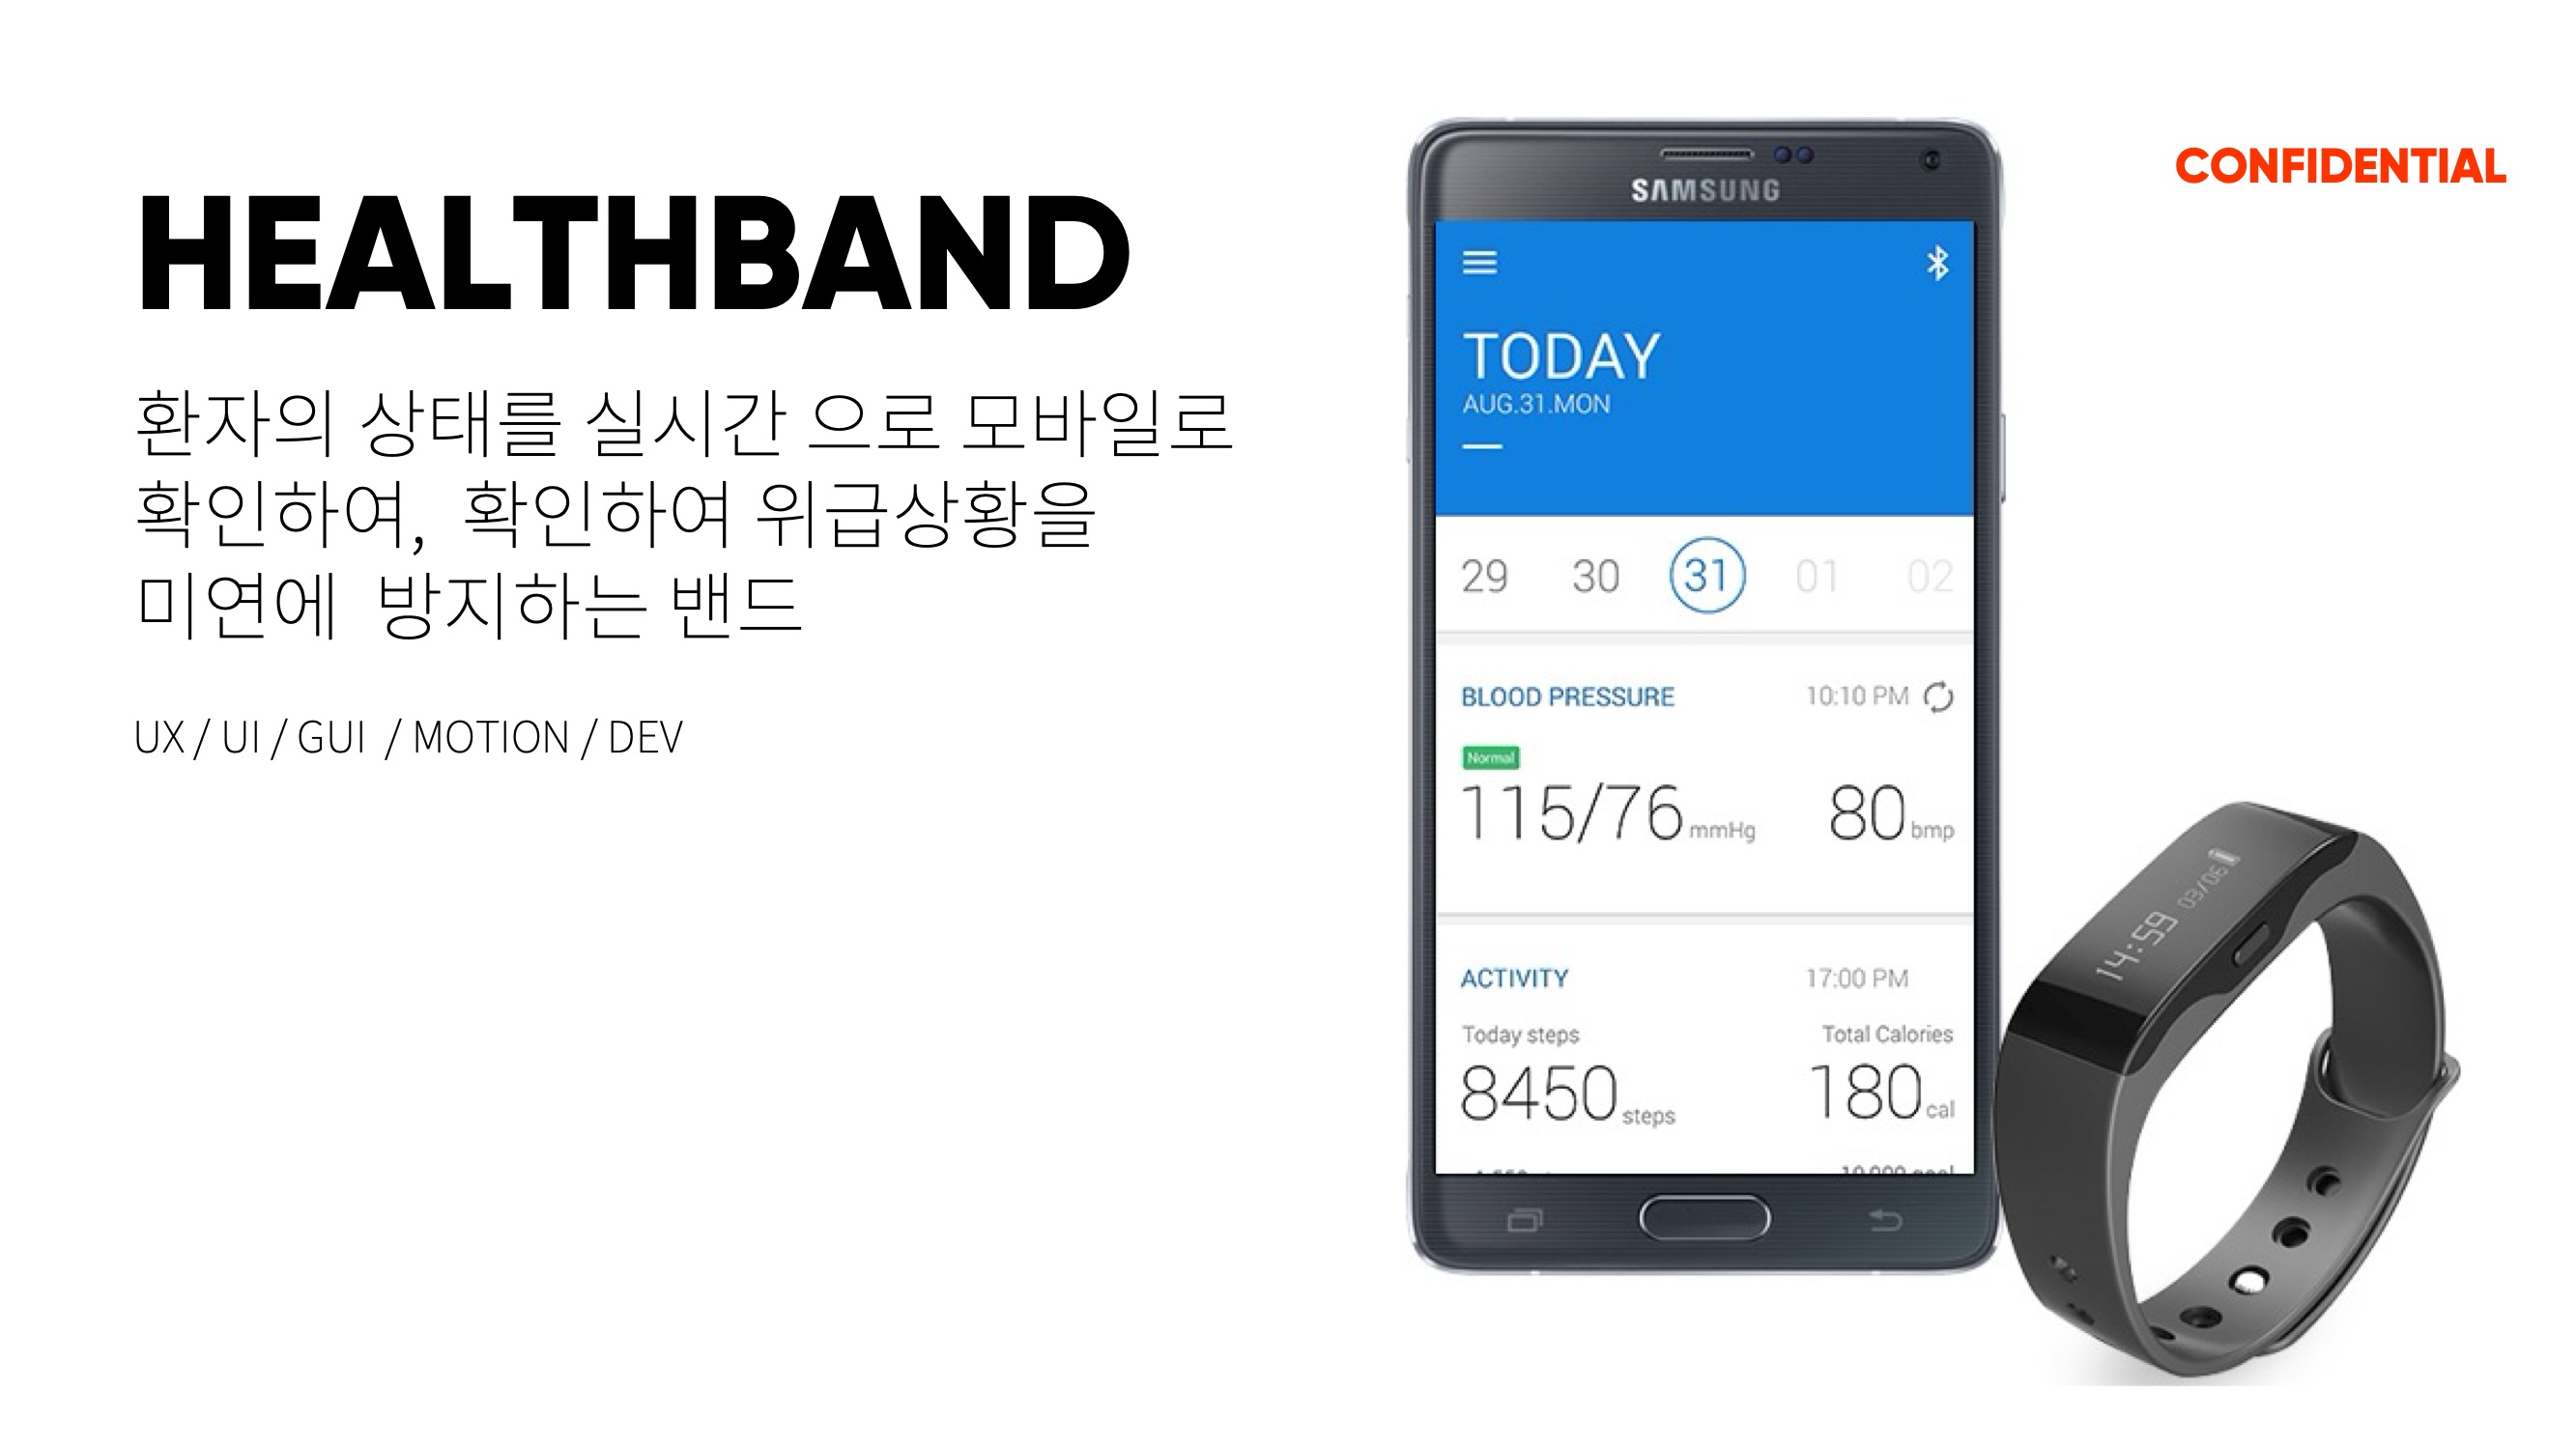 CONFIDENTIAL
HEALTHBAND
환자의 상태를 실시간 으로 모바일로
확인하여, 확인하여 위급상황을
미연에 방지하는 밴드
UX / UI / GUI / MOTION / DEV
SAMSUNG
TODAY
AUG.31.MON
29 30 31 01 02
BLOOD PRESSURE 10:10 PM
Normal
115/76 mmHg 80 bmp
ACTIVITY 17:00 PM
Today steps Total Calories
8450 steps 180 cal
14:59 03/06